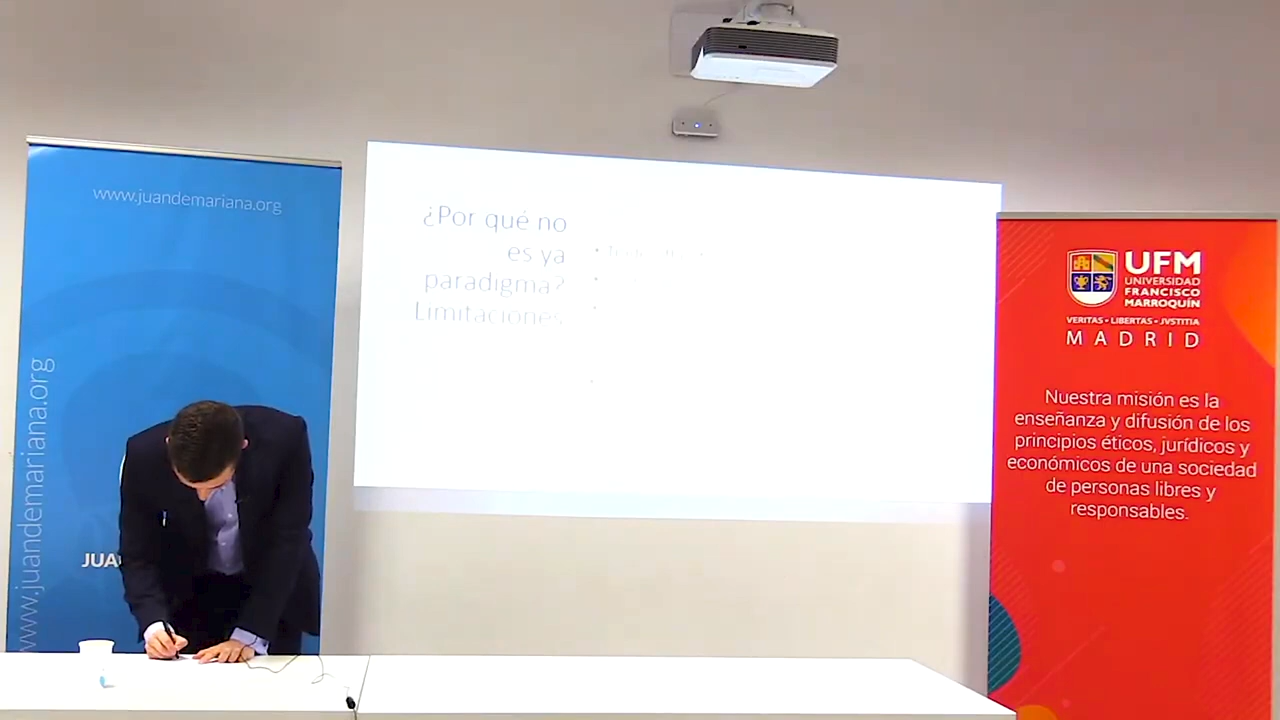 www.juandemariana.org
www.juandemariana.org
JUA
¿Por qué no
es ya
paradigma?
Limitaciones
UFM
UNIVERSIDAD
FRANCISCO
MARROQUÍN
VERITAS • LIBERTAS • JVSTITIA
MADRID
Nuestra misión es la
enseñanza y difusión de los
principios éticos, jurídicos y
económicos de una sociedad
de personas libres y
responsables.